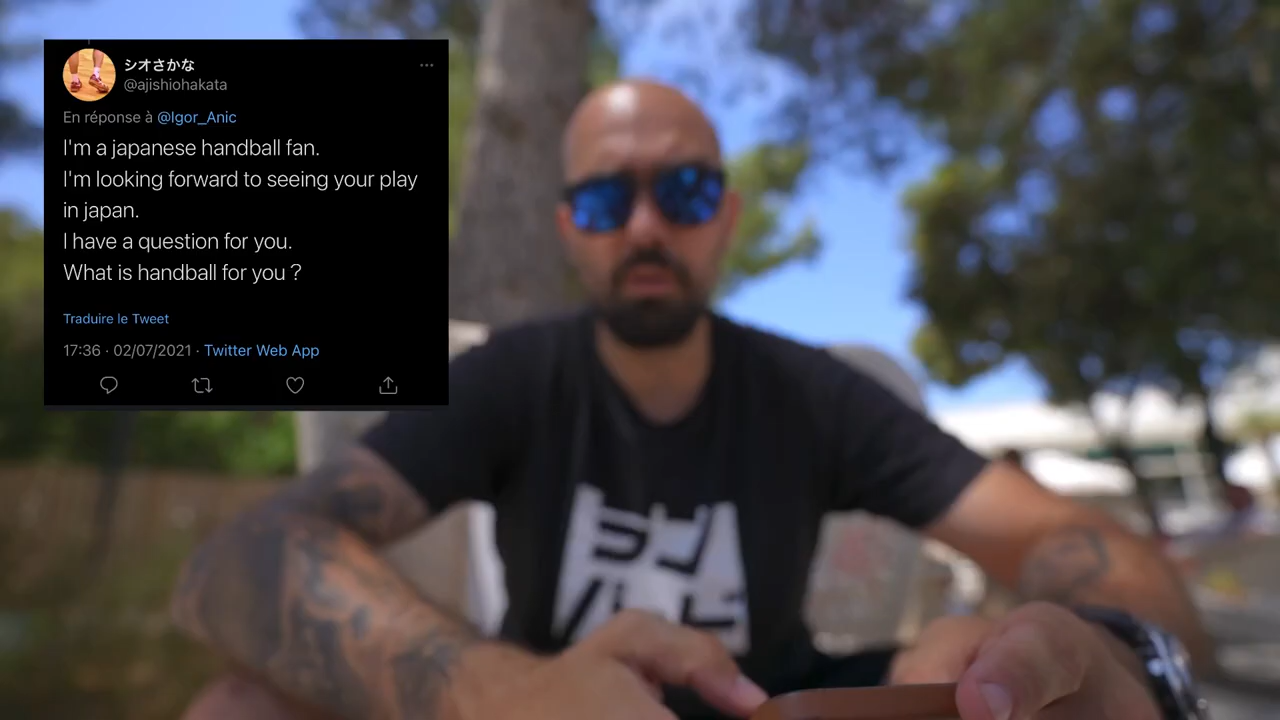 シオさかな
@ajishiohakata
En réponse à @Igor_Anic
I'm a japanese handball fan.
I'm looking forward to seeing your play
in japan.
I have a question for you.
What is handball for you ?
Traduire le Tweet
17:36 · 02/07/2021 · Twitter Web App